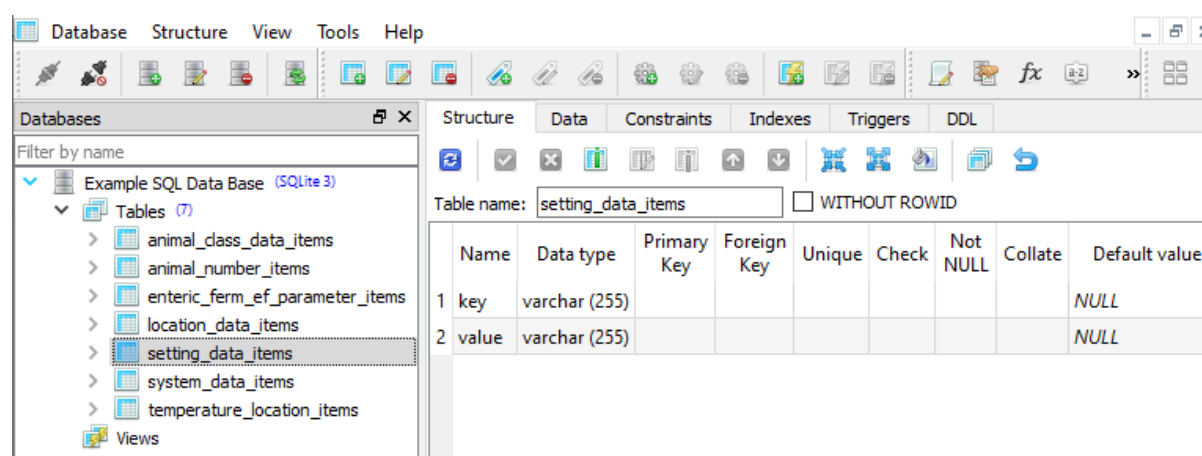 Database Structure View Tools Help
fx a·z »
Databases
Filter by name
Example SQL Data Base (SQLite 3)
Tables (7)
animal_class_data_items
animal_number_items
enteric_ferm_ef_parameter_items
location_data_items
setting_data_items
system_data_items
temperature_location_items
Views
Structure Data Constraints Indexes Triggers DDL
Table name: setting_data_items WITHOUT ROWID
Name Data type Primary Key Foreign Key Unique Check Not NULL Collate Default value
1 key varchar (255) NULL
2 value varchar (255) NULL